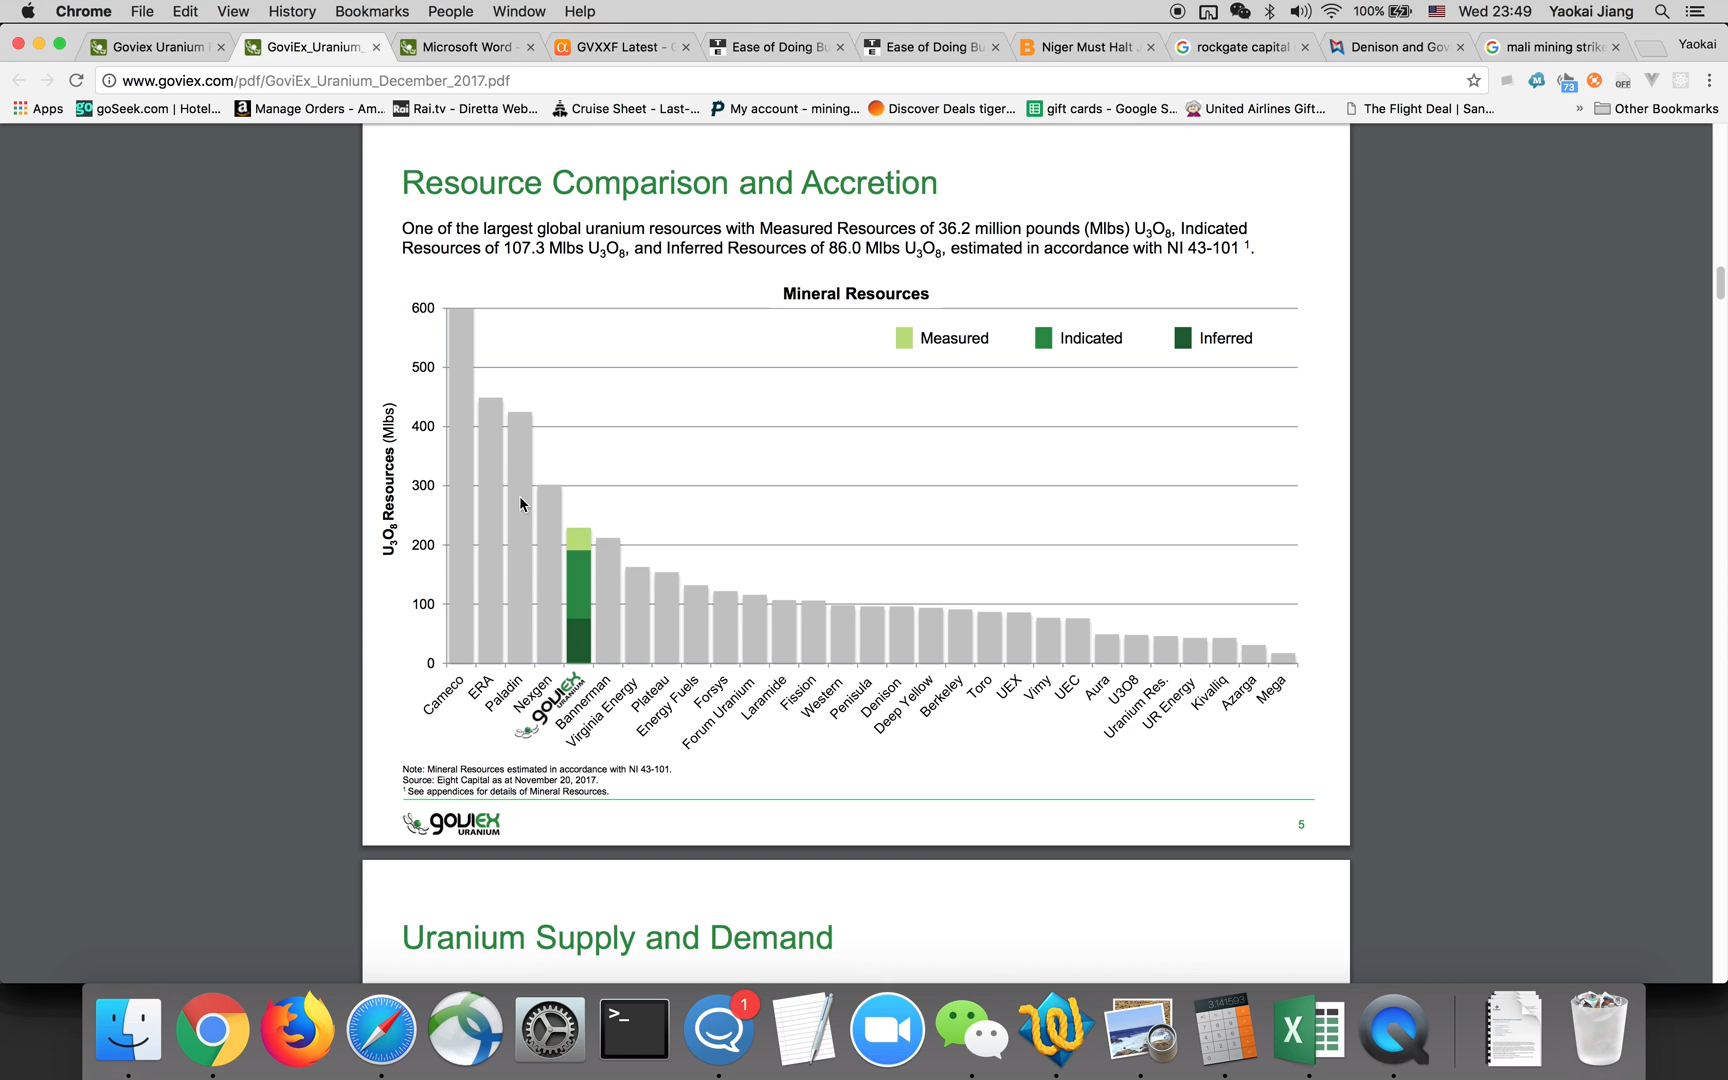 Chrome File Edit View History Bookmarks People Window Help 100% Wed 23:49 Yaokai Jiang
Goviex Uranium GoviEx_Uranium_ Microsoft Word - GVXXF Latest - Ease of Doing Bu Ease of Doing Bu Niger Must Halt rockgate capital Denison and Gov mali mining strike Yaokai
www.goviex.com/pdf/GoviEx_Uranium_December_2017.pdf 73 OFF
Apps goSeek.com | Hotel... Manage Orders - Am... Rai.tv - Diretta Web... Cruise Sheet - Last-... My account - mining... Discover Deals tiger... gift cards - Google S... United Airlines Gift... The Flight Deal | San... » Other Bookmarks
Resource Comparison and Accretion
One of the largest global uranium resources with Measured Resources of 36.2 million pounds (Mlbs) U3O8, Indicated
Resources of 107.3 Mlbs U3O8, and Inferred Resources of 86.0 Mlbs U3O8, estimated in accordance with NI 43-101 1.
Mineral Resources
Measured Indicated Inferred
U3O8 Resources (Mlbs)
600
500
400
300
200
100
0
Cameco
ERA
Paladin
Nexgen
GOVIEX URANIUM
Bannerman
Virginia Energy
Plateau
Energy Fuels
Forsys
Forum Uranium
Laramide
Fission
Western
Penisula
Denison
Deep Yellow
Berkeley
Toro
UEX
Vimy
UEC
Aura
U3O8
Uranium Res.
UR Energy
Kivalliq
Azarga
Mega
Note: Mineral Resources estimated in accordance with NI 43-101.
Source: Eight Capital as at November 20, 2017.
1 See appendices for details of Mineral Resources.
GOVIEX
URANIUM
5
Uranium Supply and Demand
1
3.141593